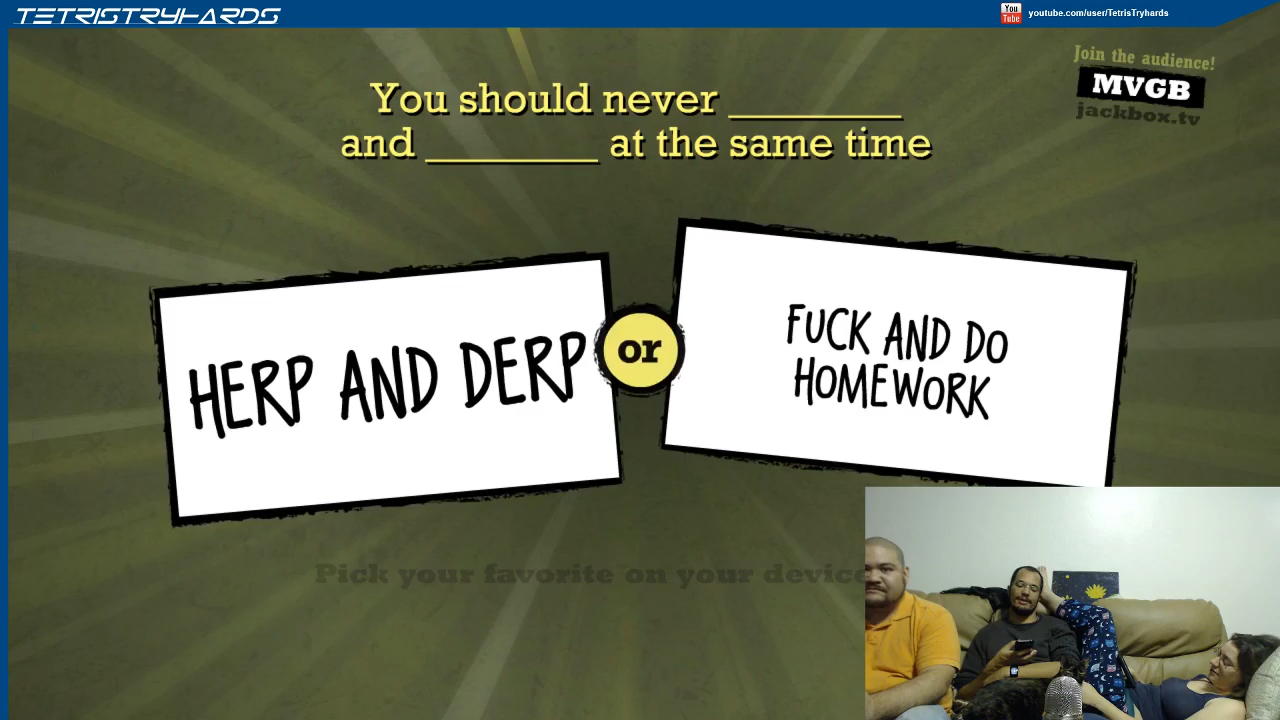 TETRISTRYHARDS
You Tube youtube.com/user/TetrisTryhards
Join the audience!
MVGB
jackbox.tv
You should never ________
and ________ at the same time
HERP AND DERP
or
FUCK AND DO
HOMEWORK
Pick your favorite on your device